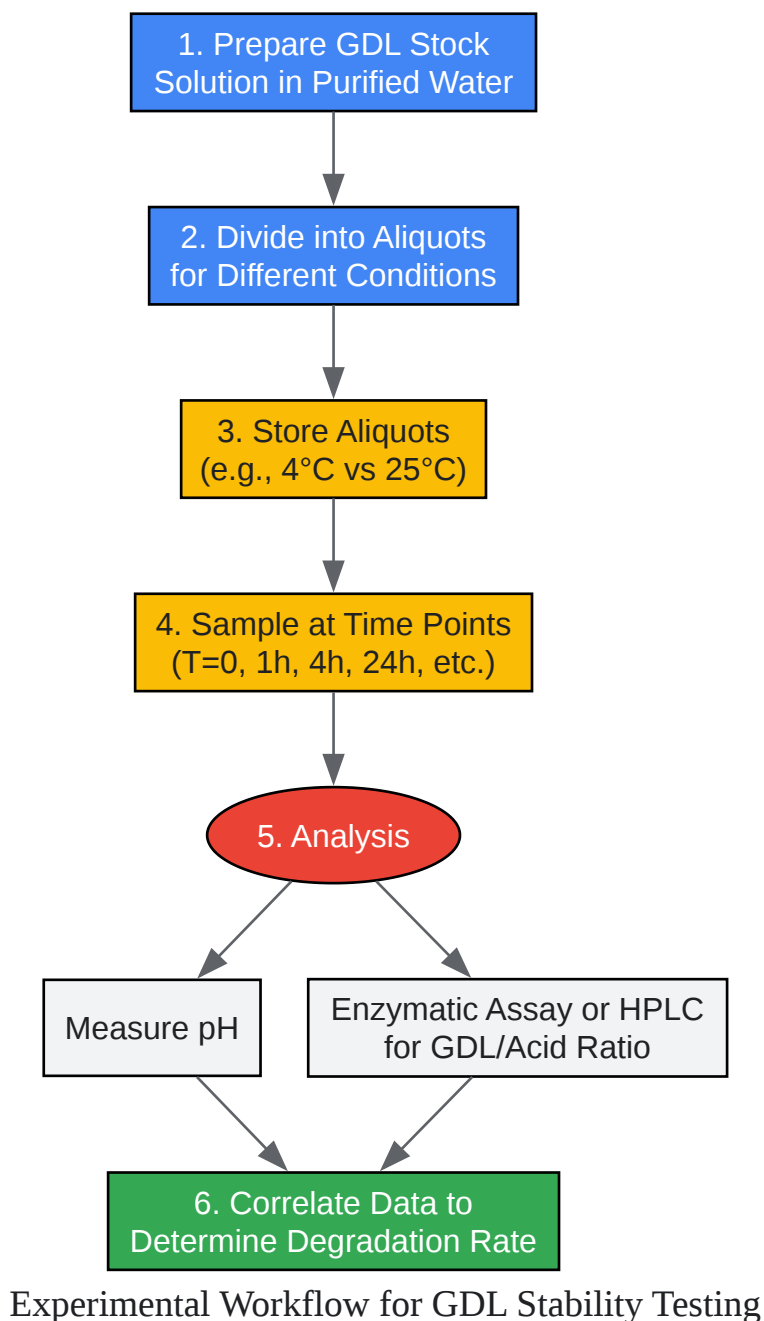 1. Prepare GDL Stock
Solution in Purified Water
2. Divide into Aliquots
for Different Conditions
3. Store Aliquots
(e.g., 4°C vs 25°C)
4. Sample at Time Points
(T=0, 1h, 4h, 24h, etc.)
5. Analysis
Measure pH
Enzymatic Assay or HPLC
for GDL/Acid Ratio
6. Correlate Data to
Determine Degradation Rate
Experimental Workflow for GDL Stability Testing